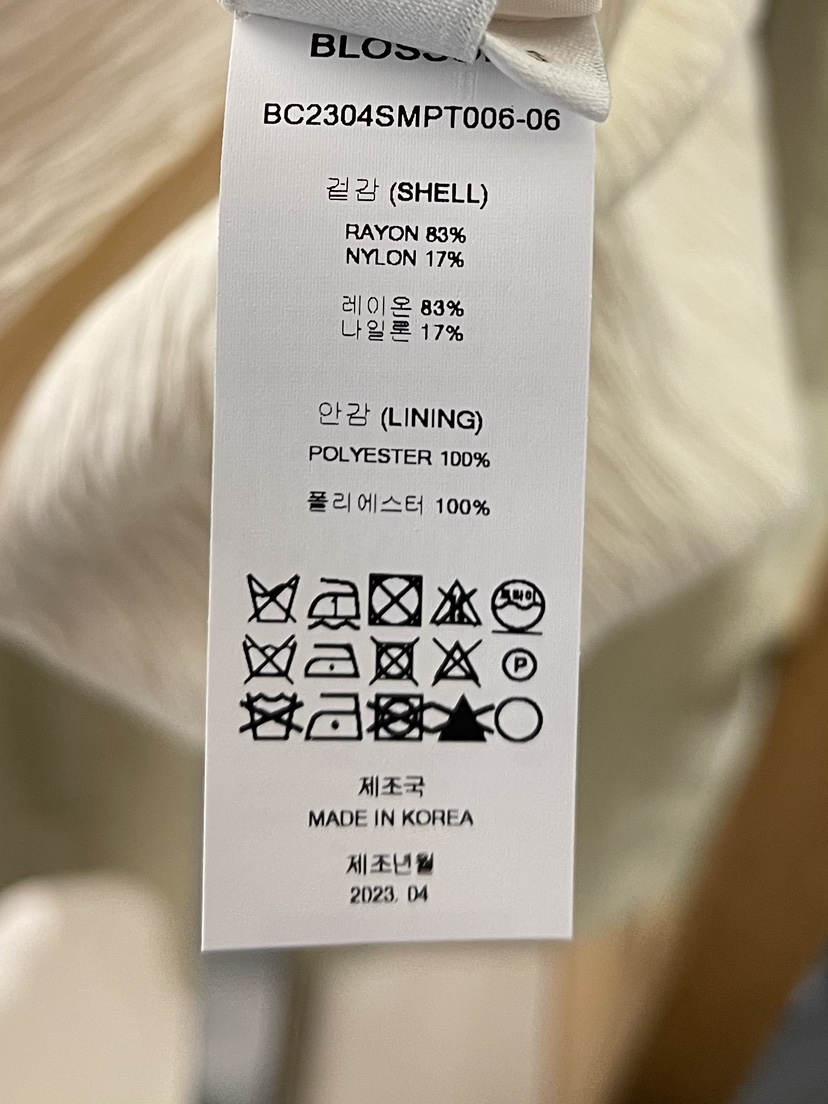 BC2304SMPT006-06
겉감 (SHELL)
RAYON 83%
NYLON 17%
레이온 83%
나일론 17%
안감 (LINING)
POLYESTER 100%
폴리에스터 100%
드라이
P
제조국
MADE IN KOREA
제조년월
2023. 04